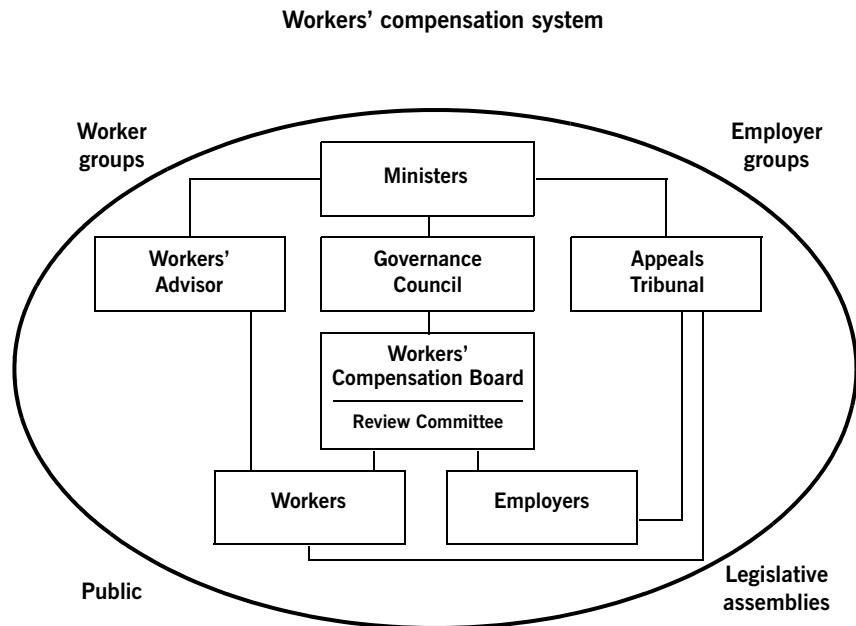 Workers’ compensation system
Worker
groups
Employer
groups
Ministers
Workers’
Advisor
Governance
Council
Appeals
Tribunal
Workers’
Compensation Board
Review Committee
Workers
Employers
Public
Legislative
assemblies